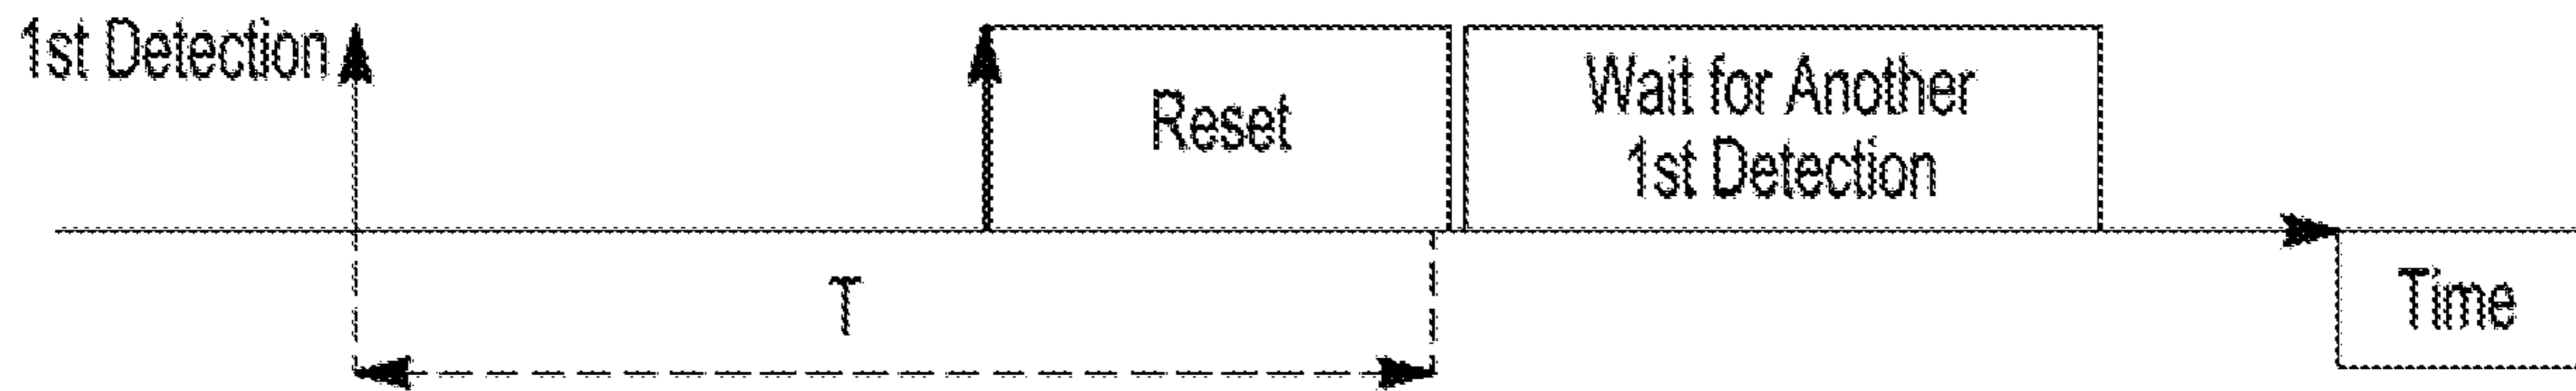 1st Detection
Reset
Wait for Another
1st Detection
T
Time